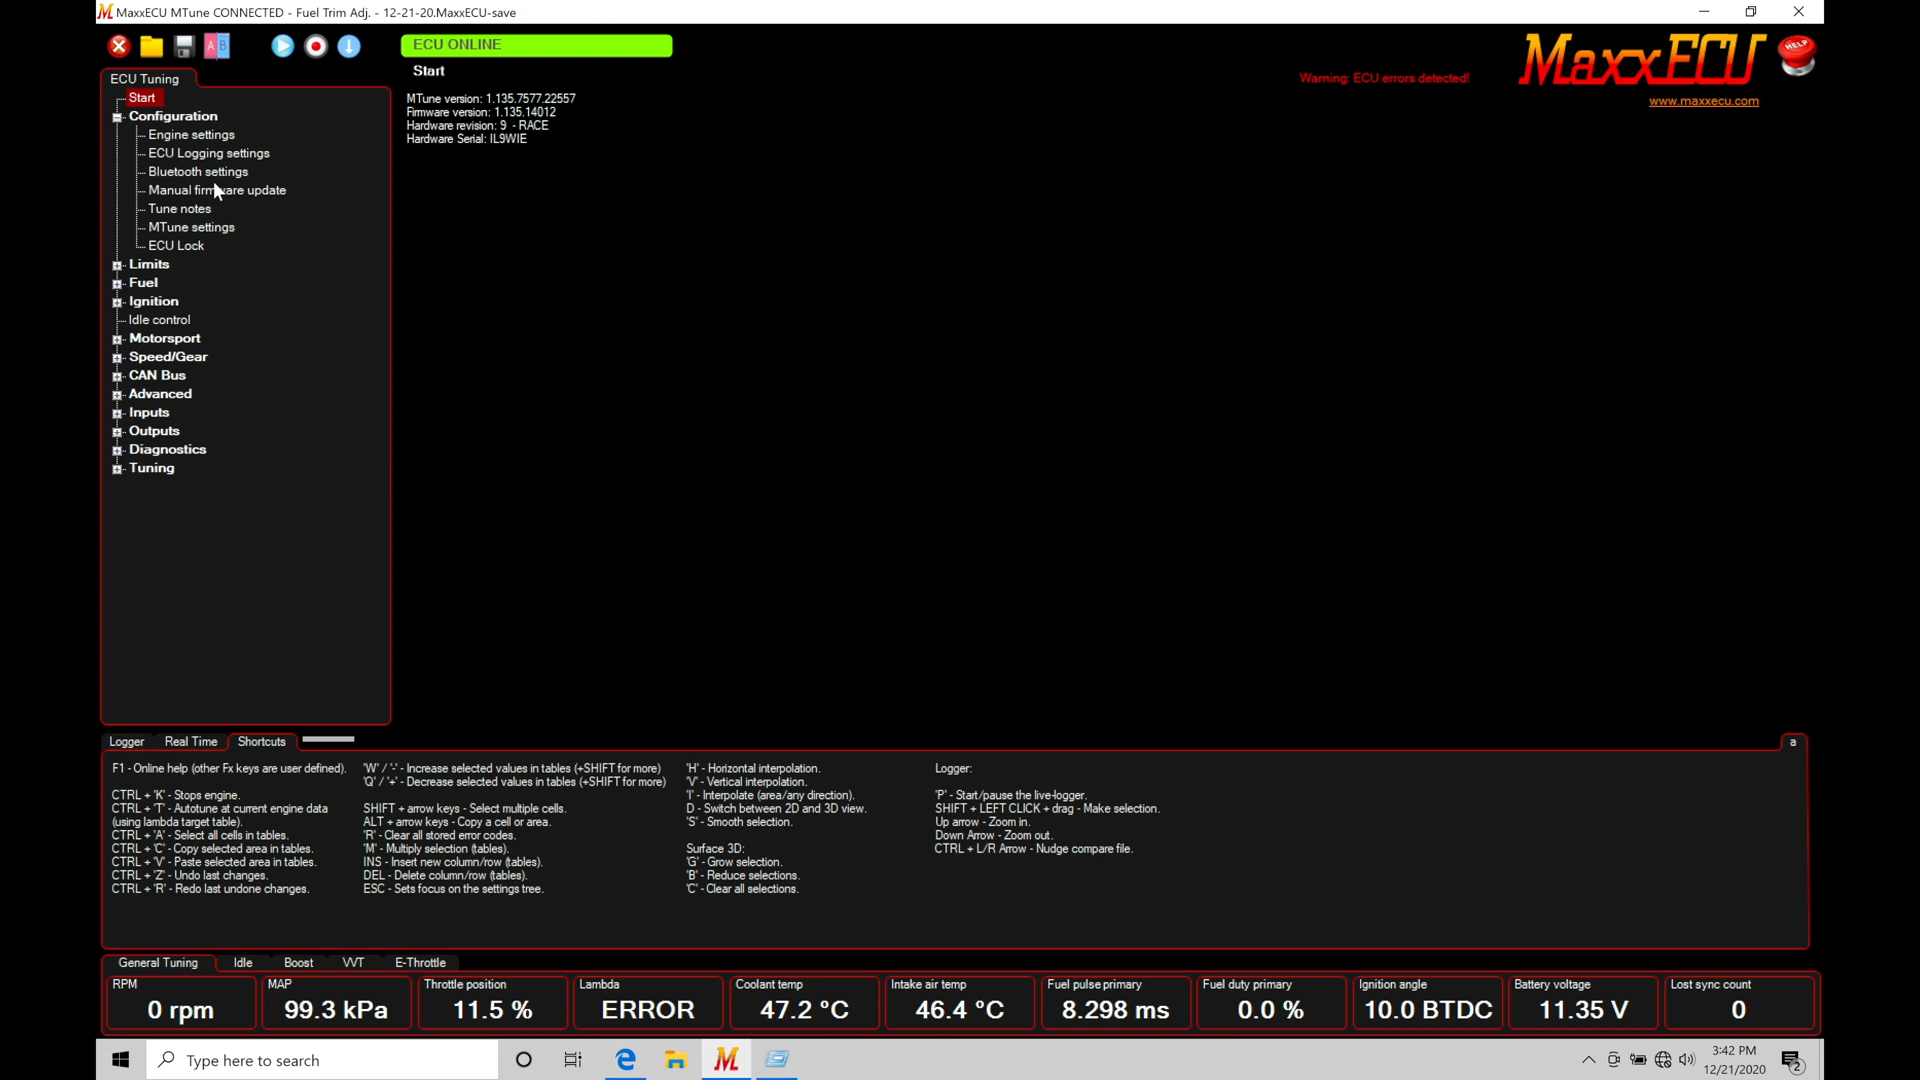 MaxxECU MTune CONNECTED - Fuel Trim Adj. - 12-21-20.MaxxECU-save
A B
ECU ONLINE
MaxxECU
HELP
ECU Tuning
Start
Warning: ECU errors detected!
www.maxxecu.com
MTune version: 1.135.7577.22557
Firmware version: 1.135.14012
Hardware revision: 9 - RACE
Hardware Serial: IL9WIE
Start
Configuration
Engine settings
ECU Logging settings
Bluetooth settings
Manual firmware update
Tune notes
MTune settings
ECU Lock
Limits
Fuel
Ignition
Idle control
Motorsport
Speed/Gear
CAN Bus
Advanced
Inputs
Outputs
Diagnostics
Tuning
Logger Real Time Shortcuts
a
F1 - Online help (other Fx keys are user defined).
CTRL + 'K' - Stops engine.
CTRL + 'T' - Autotune at current engine data
(using lambda target table).
CTRL + 'A' - Select all cells in tables.
CTRL + 'C' - Copy selected area in tables.
CTRL + 'V' - Paste selected area in tables.
CTRL + 'Z' - Undo last changes.
CTRL + 'R' - Redo last undone changes.
'W' / '-' - Increase selected values in tables (+SHIFT for more)
'Q' / '+' - Decrease selected values in tables (+SHIFT for more)
SHIFT + arrow keys - Select multiple cells.
ALT + arrow keys - Copy a cell or area.
'R' - Clear all stored error codes.
'M' - Multiply selection (tables).
INS - Insert new column/row (tables).
DEL - Delete column/row (tables).
ESC - Sets focus on the settings tree.
'H' - Horizontal interpolation.
'V' - Vertical interpolation.
'I' - Interpolate (area/any direction).
D - Switch between 2D and 3D view.
'S' - Smooth selection.
Surface 3D:
'G' - Grow selection.
'B' - Reduce selections.
'C' - Clear all selections.
Logger:
'P' - Start/pause the live-logger.
SHIFT + LEFT CLICK + drag - Make selection.
Up arrow - Zoom in.
Down Arrow - Zoom out.
CTRL + L/R Arrow - Nudge compare file.
General Tuning Idle Boost VVT E-Throttle
RPM
0 rpm
MAP
99.3 kPa
Throttle position
11.5 %
Lambda
ERROR
Coolant temp
47.2 °C
Intake air temp
46.4 °C
Fuel pulse primary
8.298 ms
Fuel duty primary
0.0 %
Ignition angle
10.0 BTDC
Battery voltage
11.35 V
Lost sync count
0
Type here to search
3:42 PM
12/21/2020
2